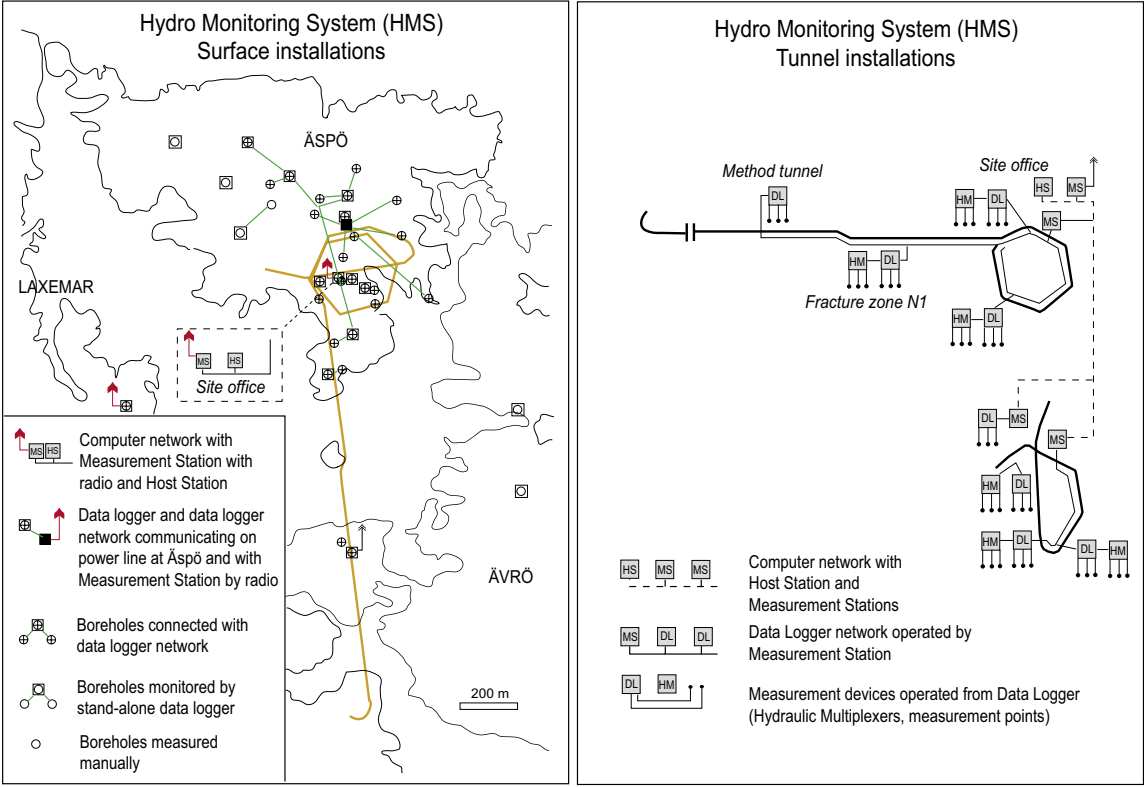 Hydro Monitoring System (HMS)
Surface installations
ÄSPÖ
LAXEMAR
MS
HS
Site office
ÄVRÖ
200 m
MS
HS
Computer network with
Measurement Station with
radio and Host Station
Data logger and data logger
network communicating on
power line at Äspö and with
Measurement Station by radio
Boreholes connected with
data logger network
Boreholes monitored by
stand-alone data logger
Boreholes measured
manually
Hydro Monitoring System (HMS)
Tunnel installations
Method tunnel
Site office
DL
HM
DL
HS
MS
MS
HM
DL
Fracture zone N1
HM
DL
DL
MS
MS
HM
DL
HM
DL
DL
HM
HS
MS
MS
Computer network with
Host Station and
Measurement Stations
MS
DL
DL
Data Logger network operated by
Measurement Station
DL
HM
Measurement devices operated from Data Logger
(Hydraulic Multiplexers, measurement points)